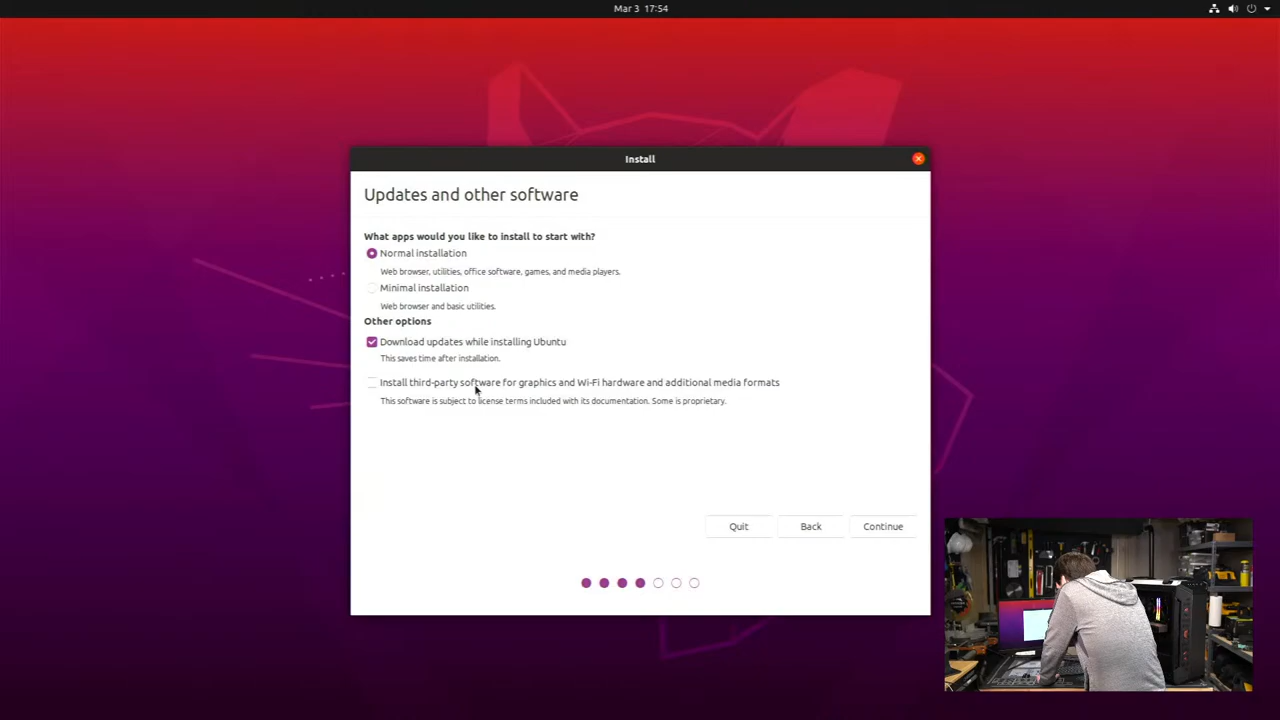 Mar 3 17:54
Install
Updates and other software
What apps would you like to install to start with?
Normal installation
Web browser, utilities, office software, games, and media players.
Minimal installation
Web browser and basic utilities.
Other options
Download updates while installing Ubuntu
This saves time after installation.
Install third-party software for graphics and Wi-Fi hardware and additional media formats
This software is subject to license terms included with its documentation. Some is proprietary.
Quit Back Continue